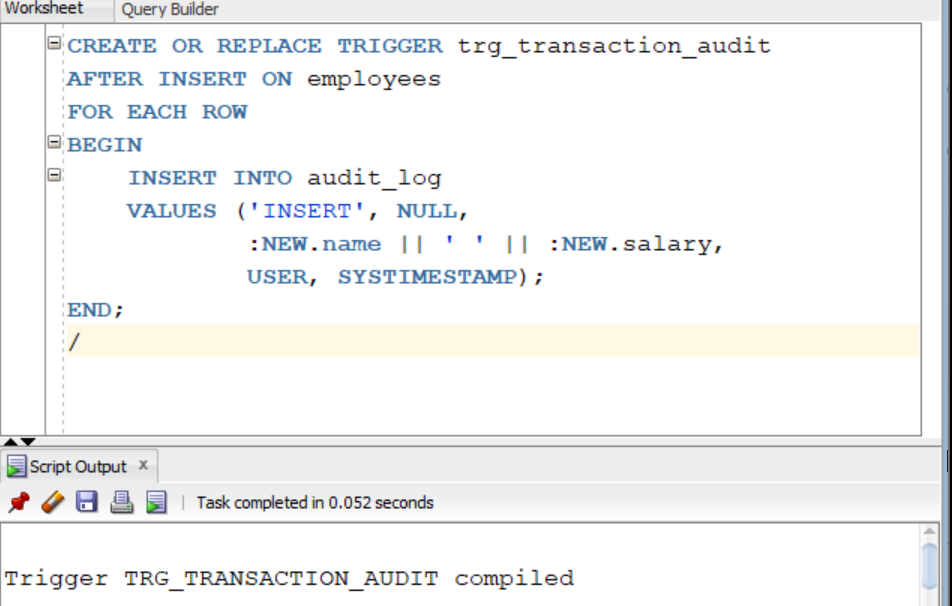 Worksheet Query Builder
CREATE OR REPLACE TRIGGER trg_transaction_audit
AFTER INSERT ON employees
FOR EACH ROW
BEGIN
INSERT INTO audit_log
VALUES ('INSERT', NULL,
:NEW.name || ' ' || :NEW.salary,
USER, SYSTIMESTAMP);
END;
/
Script Output x
Task completed in 0.052 seconds
Trigger TRG_TRANSACTION_AUDIT compiled